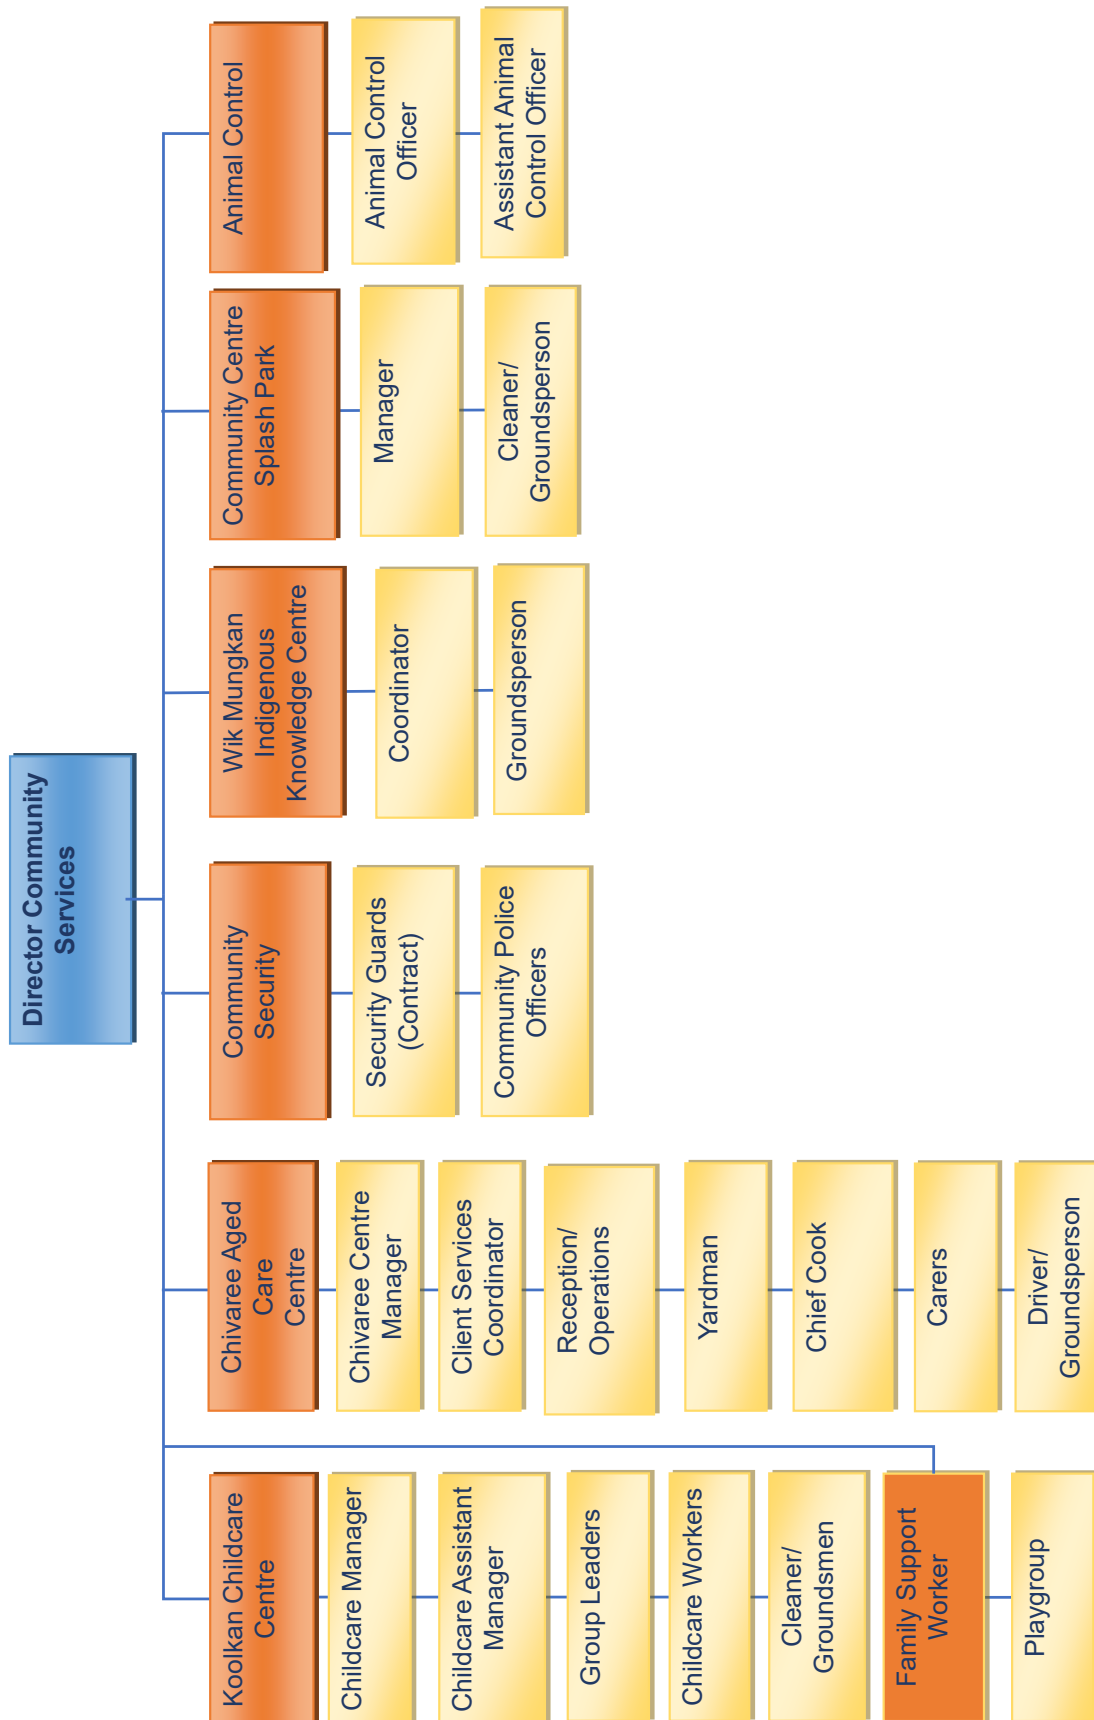 Director Community
Services
Koolkan Childcare
Centre
Childcare Manager
Childcare Assistant
Manager
Group Leaders
Childcare Workers
Cleaner/
Groundsmen
Family Support
Worker
Playgroup
Chivaree Aged
Care
Centre
Chivaree Centre
Manager
Client Services
Coordinator
Reception/
Operations
Yardman
Chief Cook
Carers
Driver/
Groundsperson
Community
Security
Security Guards
(Contract)
Community Police
Officers
Wik Mungkan
Indigenous
Knowledge Centre
Coordinator
Groundsperson
Community Centre
Splash Park
Manager
Cleaner/
Groundsperson
Animal Control
Animal Control
Officer
Assistant Animal
Control Officer